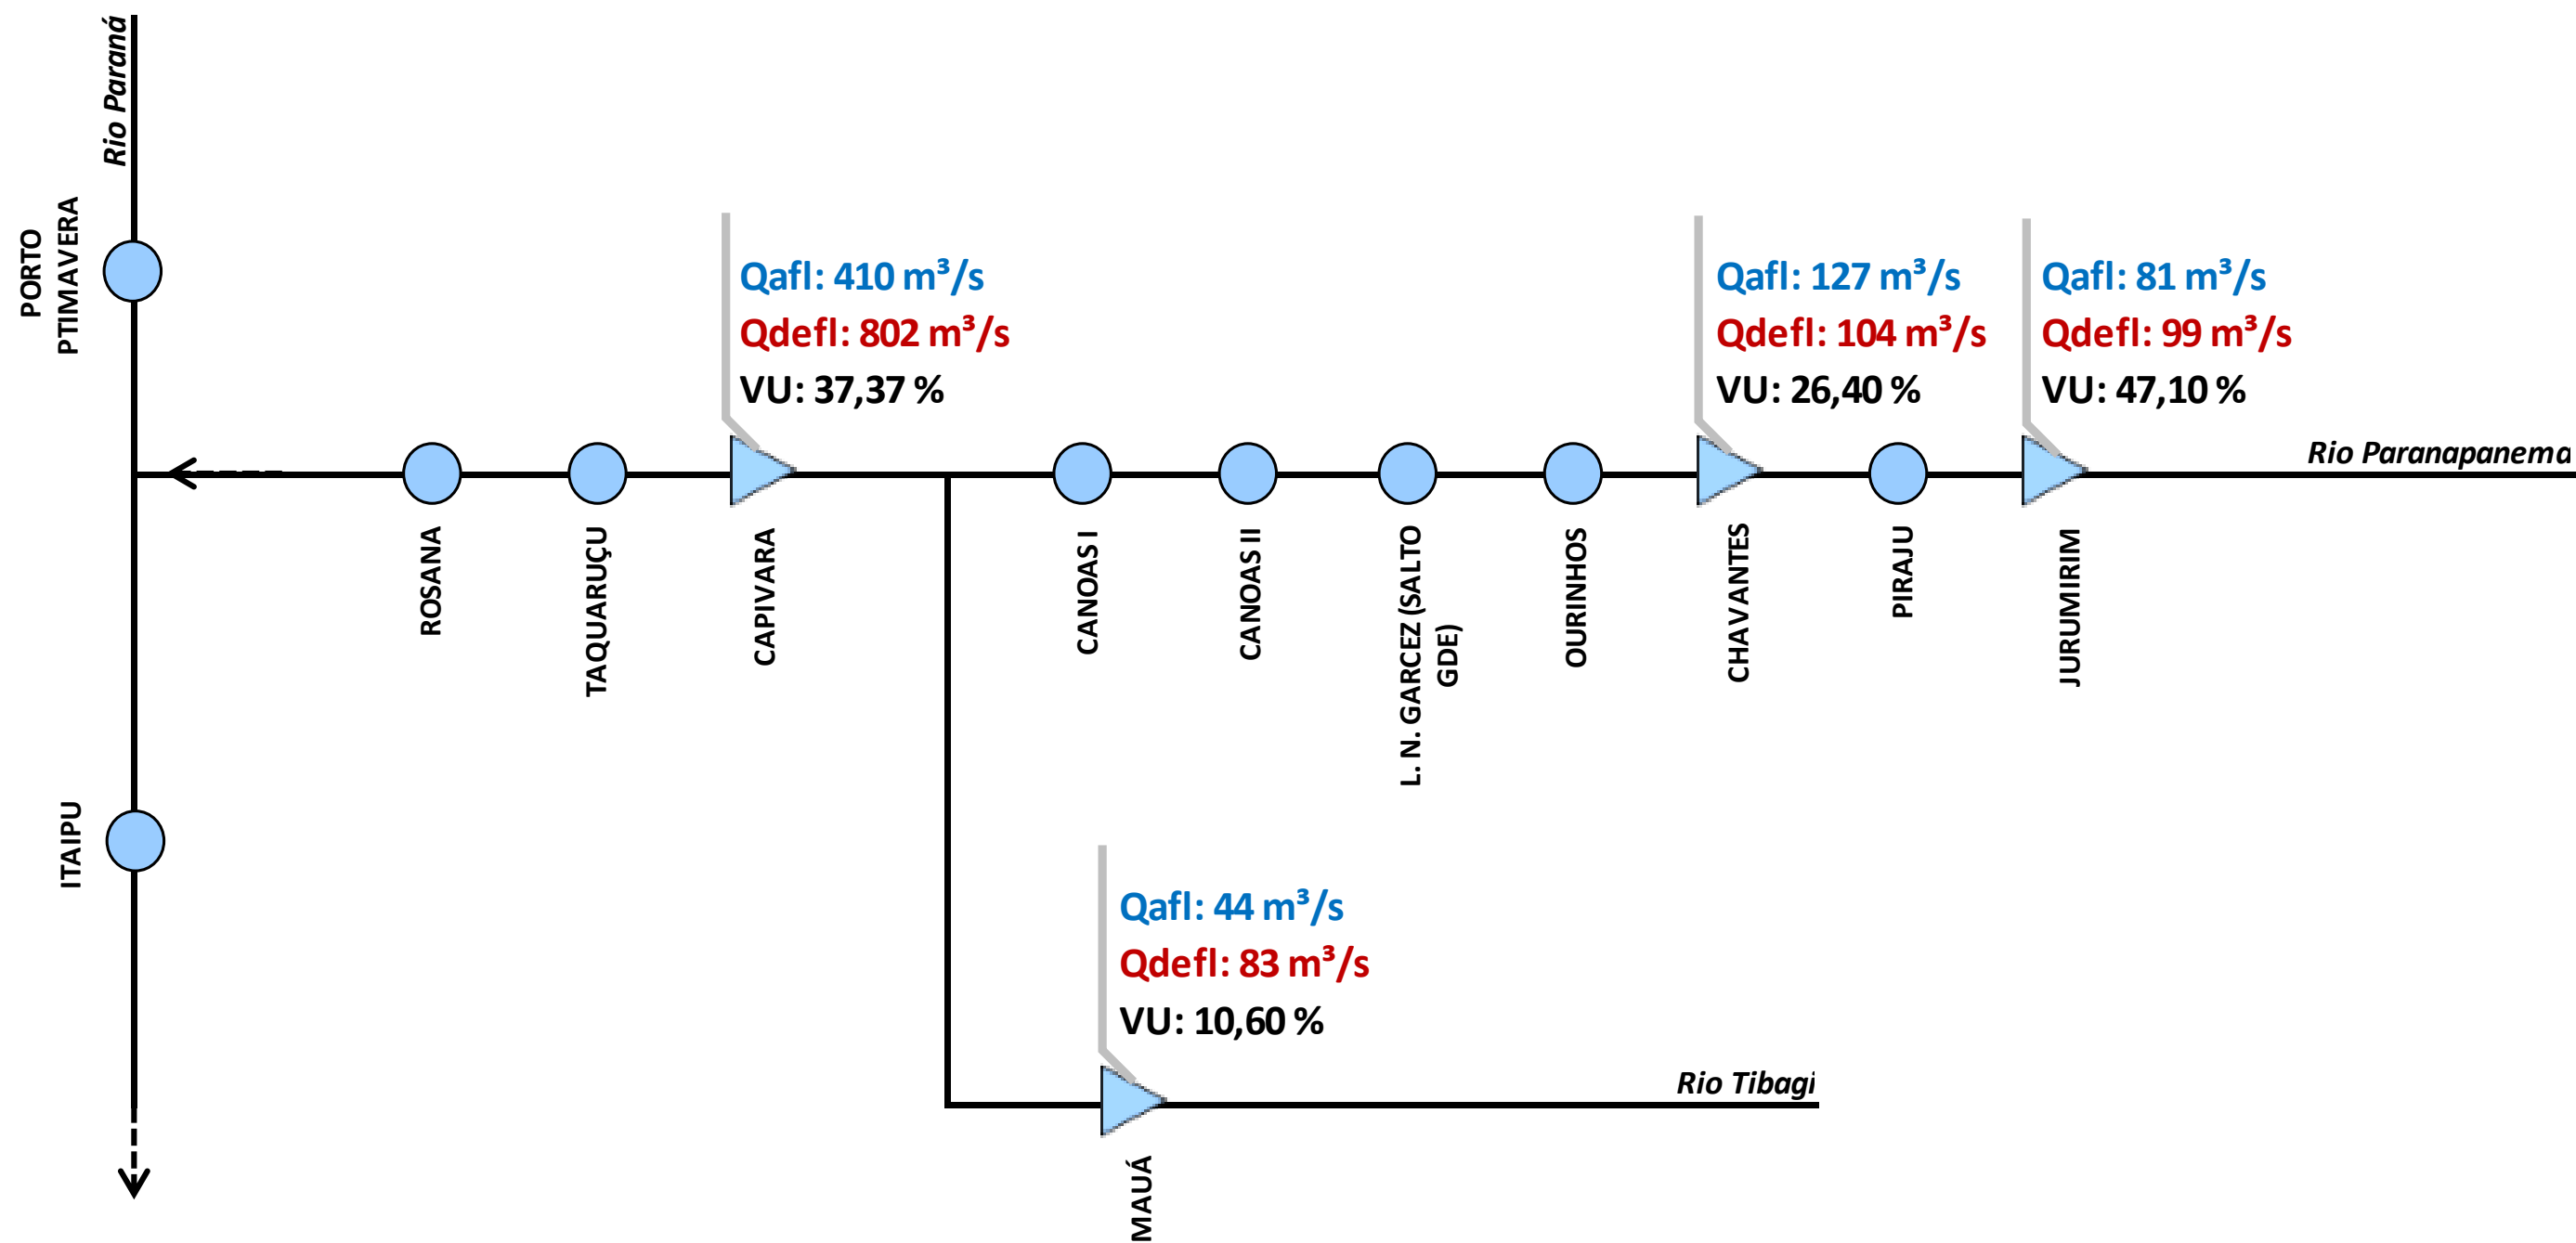 Rio Paraná
PORTO
PTIMAVERA
Qafl: 410 m³/s
Qdefl: 802 m³/s
VU: 37,37 %
Qafl: 127 m³/s
Qdefl: 104 m³/s
VU: 26,40 %
Qafl: 81 m³/s
Qdefl: 99 m³/s
VU: 47,10 %
Rio Paranapanema
ROSANA
TAQUARUÇU
CAPIVARA
CANOAS I
CANOAS II
L. N. GARCEZ (SALTO
GDE)
OURINHOS
CHAVANTES
PIRAJU
JURUMIRIM
ITAIPU
Qafl: 44 m³/s
Qdefl: 83 m³/s
VU: 10,60 %
Rio Tibagi
MAUÁ